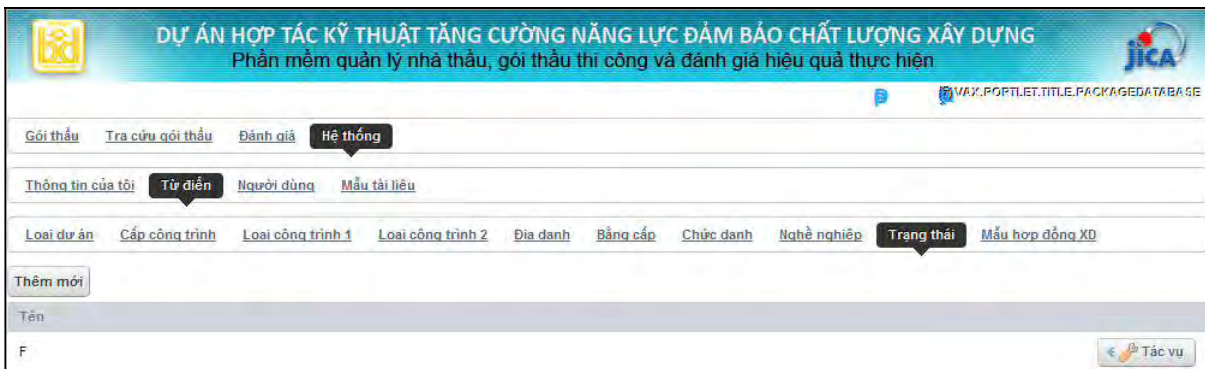 DỰ ÁN HỢP TÁC KỸ THUẬT TĂNG CƯỜNG NĂNG LỰC ĐẢM BẢO CHẤT LƯỢNG XÂY DỰNG
Phần mềm quản lý nhà thầu, gói thầu thi công và đánh giá hiệu quả thực hiện
jICA
VAX.PORTLET.TITLE.PACKAGEDATABASE
Gói thầu Tra cứu gói thầu Đánh giá Hệ thống
Thông tin của tôi Từ điển Người dùng Mẫu tài liệu
Loại dự án Cấp công trình Loại công trình 1 Loại công trình 2 Địa danh Bằng cấp Chức danh Nghề nghiệp Trạng thái Mẫu hợp đồng XD
Thêm mới
Tên
F Tác vụ